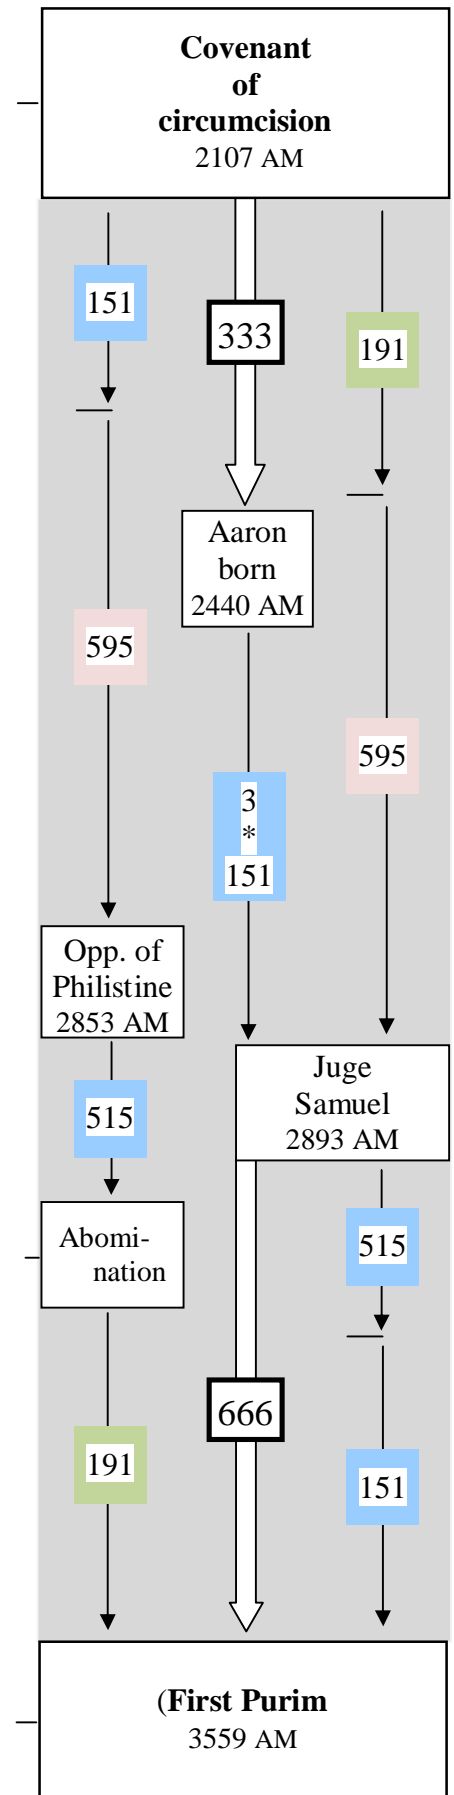 Covenant
of
circumcision
2107 AM
151
333
191
Aaron
born
2440 AM
595
595
3
*
151
Opp. of
Philistine
2853 AM
Juge
Samuel
2893 AM
515
Abomi-
nation
515
666
191
151
(First Purim
3559 AM